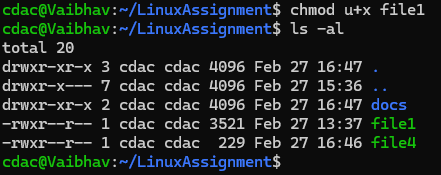 cdac@Vaibhav:~/LinuxAssignment$ chmod u+x file1
cdac@Vaibhav:~/LinuxAssignment$ ls -al
total 20
drwxr-xr-x 3 cdac cdac 4096 Feb 27 16:47 .
drwxr-x--- 7 cdac cdac 4096 Feb 27 15:36 ..
drwxr-xr-x 2 cdac cdac 4096 Feb 27 16:47 docs
-rwxr--r-- 1 cdac cdac 3521 Feb 27 13:37 file1
-rwxr--r-- 1 cdac cdac  229 Feb 27 16:46 file4
cdac@Vaibhav:~/LinuxAssignment$